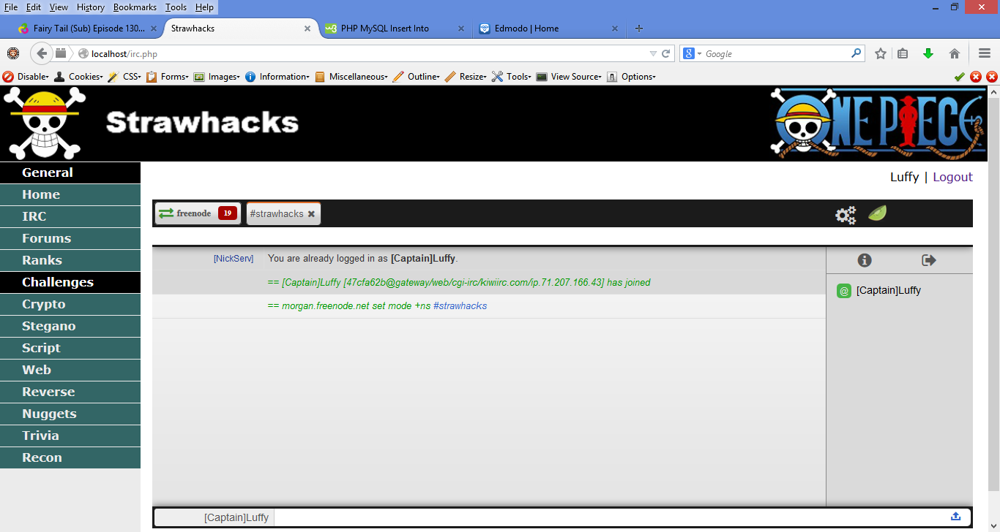 File Edit View History Bookmarks Tools Help
Fairy Tail (Sub) Episode 130... Strawhacks PHP MySQL Insert Into Edmodo | Home
localhost/irc.php Google
Disable Cookies CSS Forms Images Information Miscellaneous Outline Resize Tools View Source Options
Strawhacks ONE PIECE
General
Luffy | Logout
Home
IRC
Forums
Ranks
Challenges
Crypto
Stegano
Script
Web
Reverse
Nuggets
Trivia
Recon
freenode 19 #strawhacks
[NickServ] You are already logged in as [Captain]Luffy.
== [Captain]Luffy [47cfa62b@gateway/web/cgi-irc/kiwiirc.com/ip.71.207.166.43] has joined
== morgan.freenode.net set mode +ns #strawhacks
@ [Captain]Luffy
[Captain]Luffy